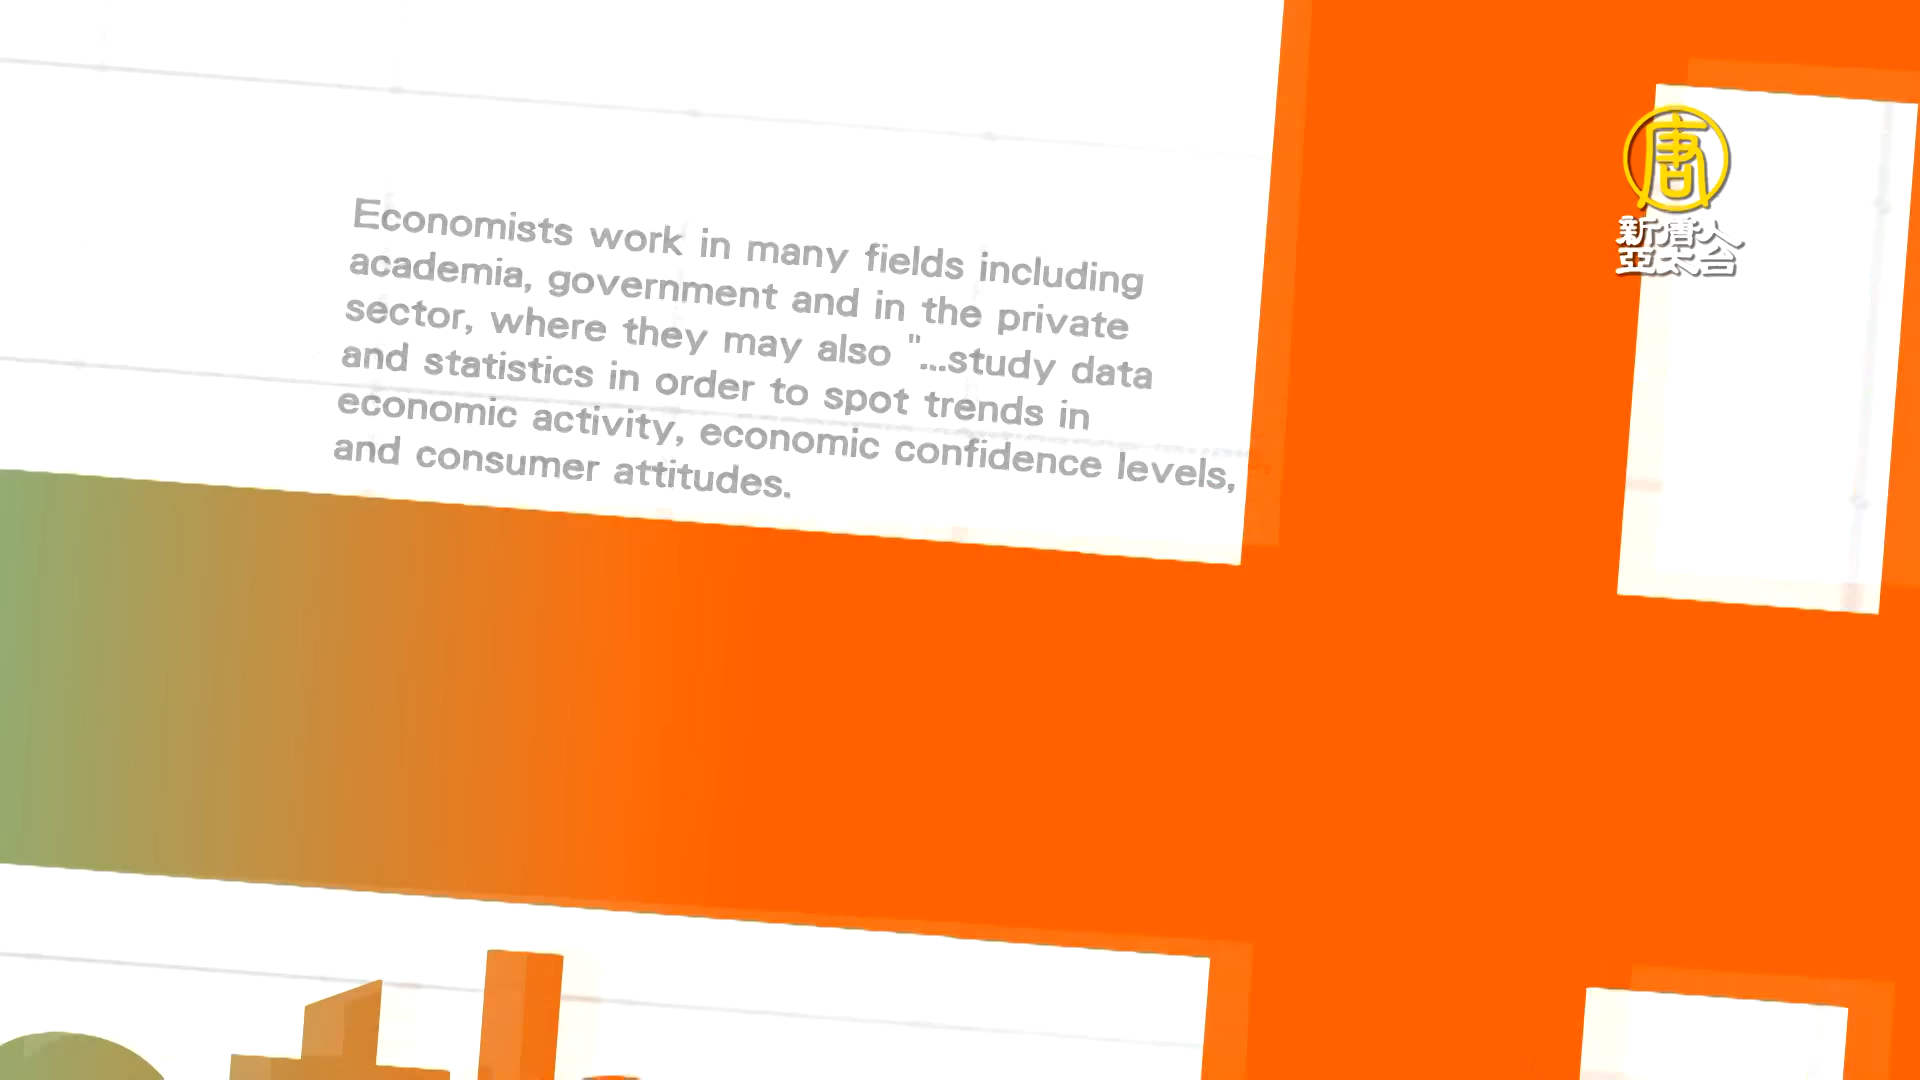 Economists work in many fields including
academia, government and in the private
sector, where they may also "...study data
and statistics in order to spot trends in
economic activity, economic confidence levels,
and consumer attitudes.
唐
新唐人
亞太台